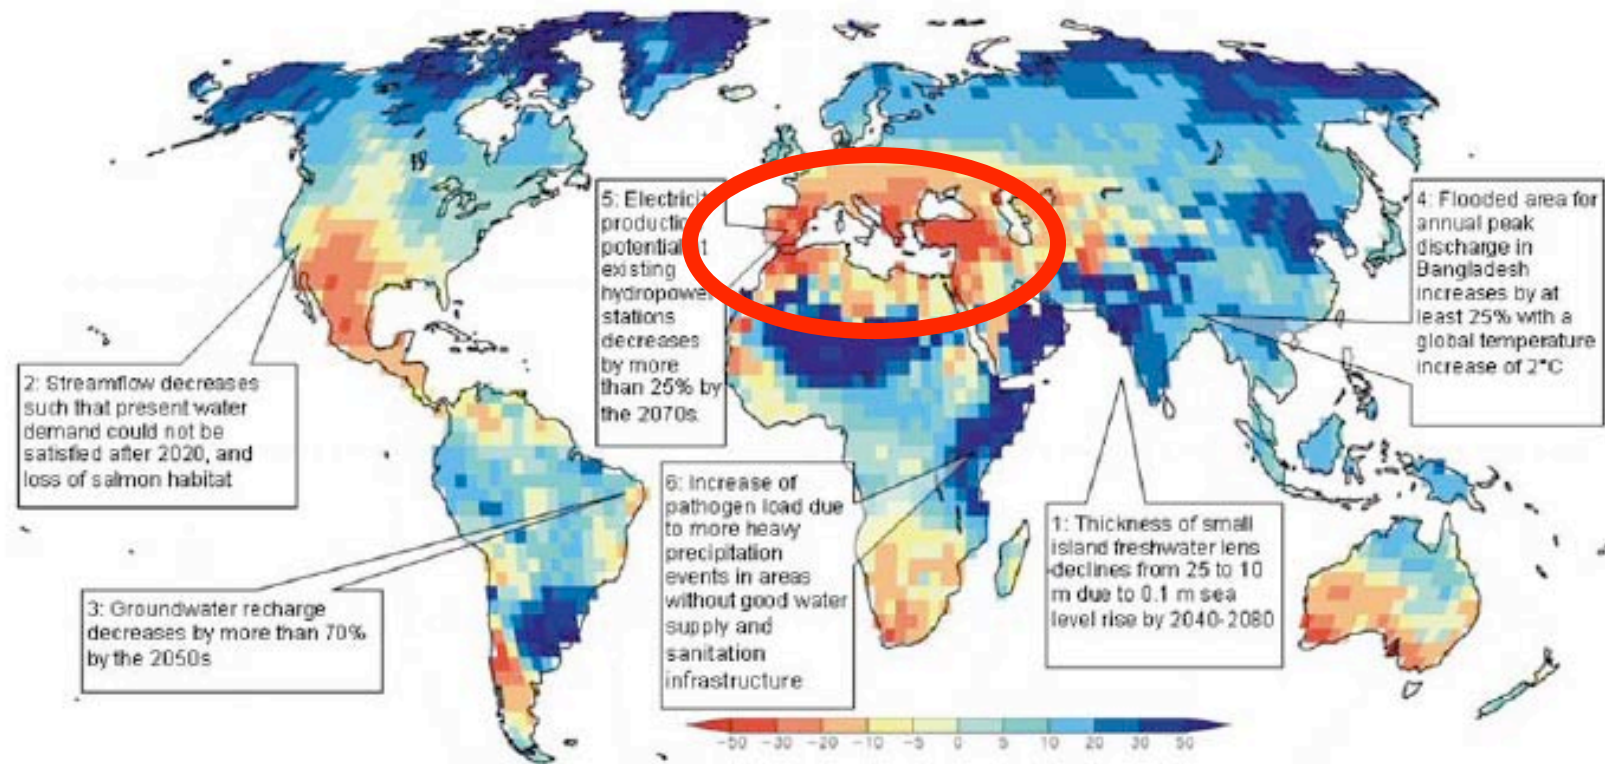 5: Electricit
productio
potential t
existing
hydropower
stations
decreases
by more
than 25% by
the 2070s.
4: Flooded area for
annual peak
discharge in
Bangladesh
increases by at
least 25% with a
global temperature
increase of 2°C
2: Streamflow decreases
such that present water
demand could not be
satisfied after 2020, and
loss of salmon habitat
6: Increase of
pathogen load due
to more heavy
precipitation
events in areas
without good water
supply and
sanitation
infrastructure
1: Thickness of small
island freshwater lens
declines from 25 to 10
m due to 0.1 m sea
level rise by 2040-2080
3: Groundwater recharge
decreases by more than 70%
by the 2050s
-50 -30 -20 -10 -5 0 5 10 20 30 50